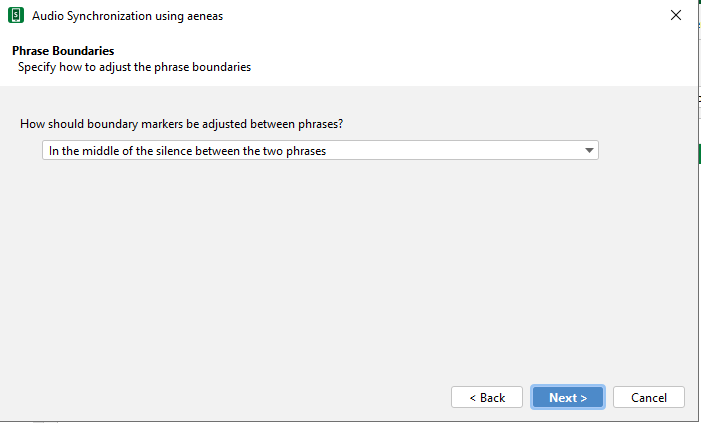 Audio Synchronization using aeneas
Phrase Boundaries
Specify how to adjust the phrase boundaries
How should boundary markers be adjusted between phrases?
In the middle of the silence between the two phrases
< Back
Next >
Cancel